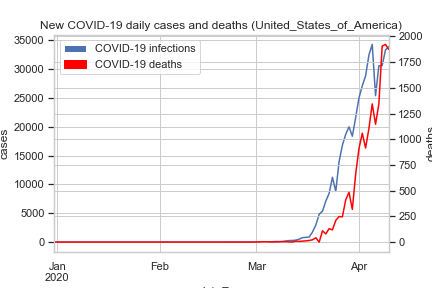 New COVID-19 daily cases and deaths (United_States_of_America)
COVID-19 infections
COVID-19 deaths
35000
30000
25000
20000
15000
10000
5000
0
cases
2000
1750
1500
1250
1000
750
500
250
0
deaths
Jan
2020
Feb
Mar
Apr